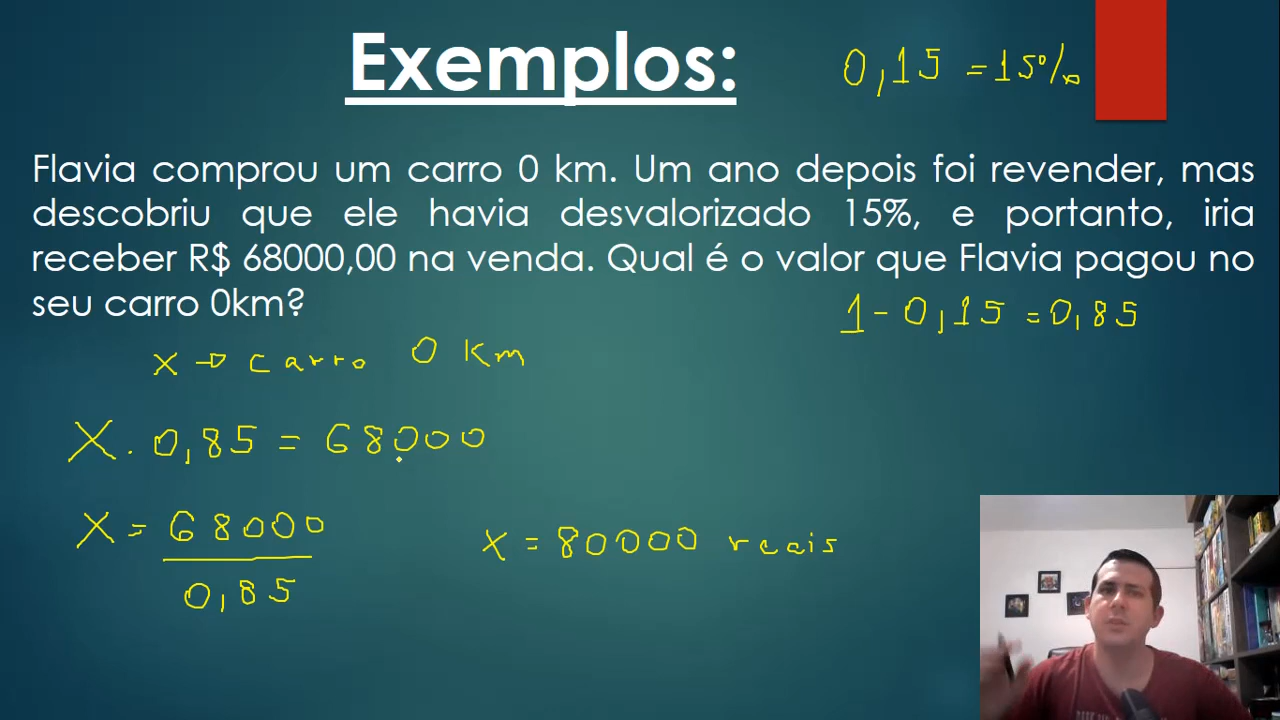 Exemplos:
0,15 = 15%
Flavia comprou um carro 0 km. Um ano depois foi revender, mas
descobriu que ele havia desvalorizado 15%, e portanto, iria
receber R$ 68000,00 na venda. Qual é o valor que Flavia pagou no
seu carro 0km?
1 - 0,15 = 0,85
x → carro 0 Km
X . 0,85 = 68000
X = 68000
0,85
x = 80000 reais